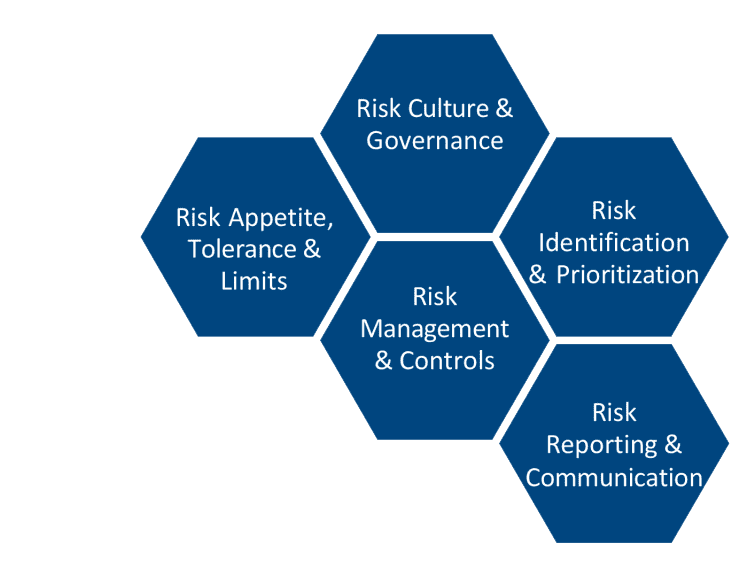 Risk Culture &
Governance
Risk Appetite,
Tolerance &
Limits
Risk
Identification
& Prioritization
Risk
Management
& Controls
Risk
Reporting &
Communication